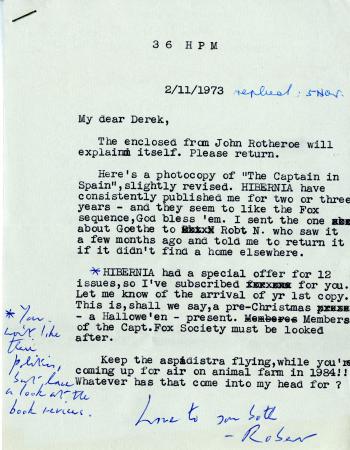 36 HPM
2/11/1973 replied: 5 Nov.
My dear Derek,
The enclosed from John Rotheroe will
explain itself. Please return.
Here's a photocopy of "The Captain in
Spain",slightly revised. HIBERNIA have
consistently published me for two or three
years - and they seem to like the Fox
sequence,God bless 'em. I sent the one
about Goethe to Robt N. who saw it
a few months ago and told me to return it
if it didn't find a home elsewhere.
*HIBERNIA had a special offer for 12
issues,so I've subscribed for you.
Let me know of the arrival of yr 1st copy.
This is,shall we say,a pre-Christmas
- a Hallowe'en - present. Memberes Members
of the Capt.Fox Society must be looked
after.
* You
won't like
their
politics,
but have
a look at the
book reviews.
Keep the aspidistra flying,while you're
coming up for air on animal farm in 1984!!
Whatever has that come into my head for ?
Love to you both
- Robert